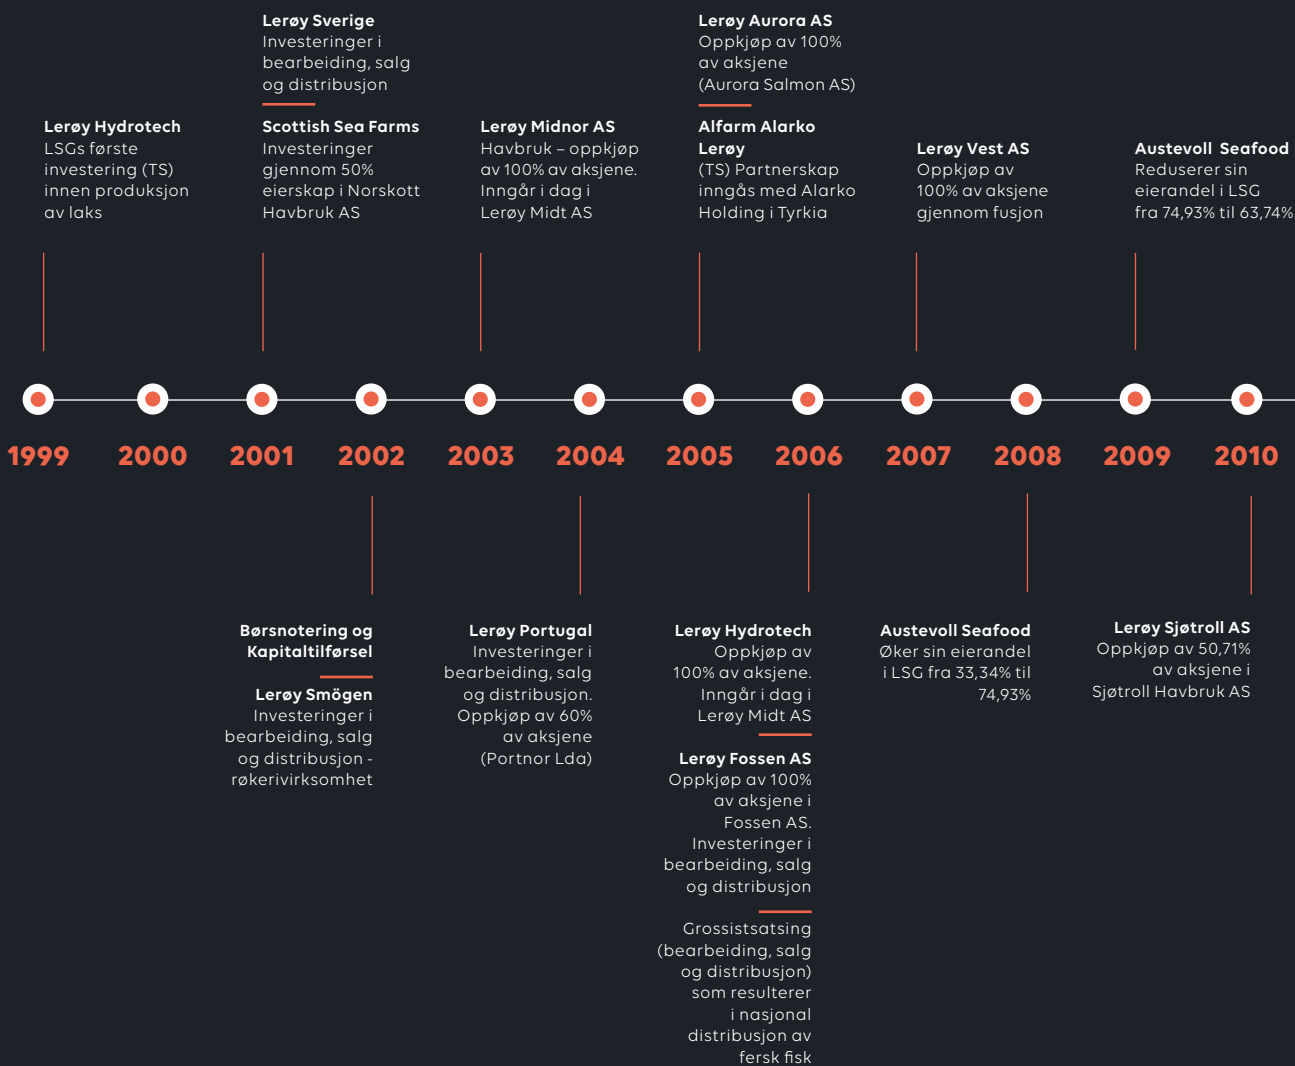 Lerøy Hydrotech
LSGs første
investering (TS)
innen produksjon
av laks
Lerøy Sverige
Investeringer i
bearbeiding, salg
og distribusjon
Scottish Sea Farms
Investeringer
gjennom 50%
eierskap i Norskott
Havbruk AS
Lerøy Midnor AS
Havbruk – oppkjøp
av 100% av aksjene.
Inngår i dag i
Lerøy Midt AS
Lerøy Aurora AS
Oppkjøp av 100%
av aksjene
(Aurora Salmon AS)
Alfarm Alarko
Lerøy
(TS) Partnerskap
inngås med Alarko
Holding i Tyrkia
Lerøy Vest AS
Oppkjøp av
100% av aksjene
gjennom fusjon
Austevoll Seafood
Reduserer sin
eierandel i LSG
fra 74,93% til 63,74%
1999 2000 2001 2002 2003 2004 2005 2006 2007 2008 2009 2010
Børsnotering og
Kapitaltilførsel
Lerøy Smögen
Investeringer i
bearbeiding, salg
og distribusjon -
røkerivirksomhet
Lerøy Portugal
Investeringer i
bearbeiding, salg
og distribusjon.
Oppkjøp av 60%
av aksjene
(Portnor Lda)
Lerøy Hydrotech
Oppkjøp av
100% av aksjene.
Inngår i dag i
Lerøy Midt AS
Lerøy Fossen AS
Oppkjøp av 100%
av aksjene i
Fossen AS.
Investeringer i
bearbeiding, salg
og distribusjon
Grossistsatsing
(bearbeiding, salg
og distribusjon)
som resulterer
i nasjonal
distribusjon av
fersk fisk
Austevoll Seafood
Øker sin eierandel
i LSG fra 33,34% til
74,93%
Lerøy Sjøtroll AS
Oppkjøp av 50,71%
av aksjene i
Sjøtroll Havbruk AS